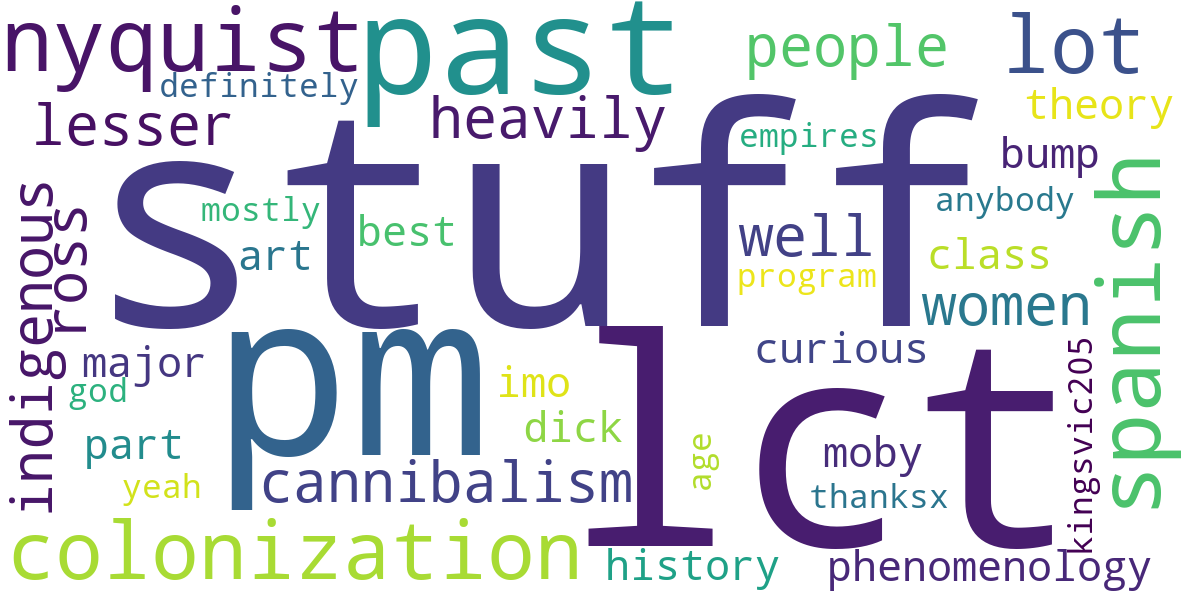 nyquist
past
people
lot
definitely
theory
lesser
heavily
empires
bump
stuff
spanish
indigenous
ross
mostly
best
anybody
art
well
class
program
women
pm
lct
major
god
imo
curious
kingsvic205
dick
part
age
moby
yeah
cannibalism
thanksx
colonization
history
phenomenology